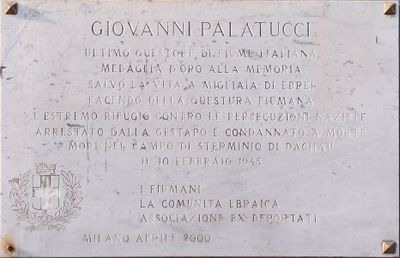 GIOVANNI PALATUCCI
ULTIMO QUESTORE DI FIUME ITALIANA
MEDAGLIA D'ORO ALLA MEMORIA
SALVÒ LA VITA A MIGLIAIA DI EBREI
FACENDO DELLA QUESTURA FIUMANA
L'ESTREMO RIFUGIO CONTRO LE PERSECUZIONI NAZISTE
ARRESTATO DALLA GESTAPO E CONDANNATO A MORTE
MORÌ NEL CAMPO DI STERMINIO DI DACHAU
IL 10 FEBBRAIO 1945
I FIUMANI
LA COMUNITÀ EBRAICA
ASSOCIAZIONE EX DEPORTATI
MILANO APRILE 2000